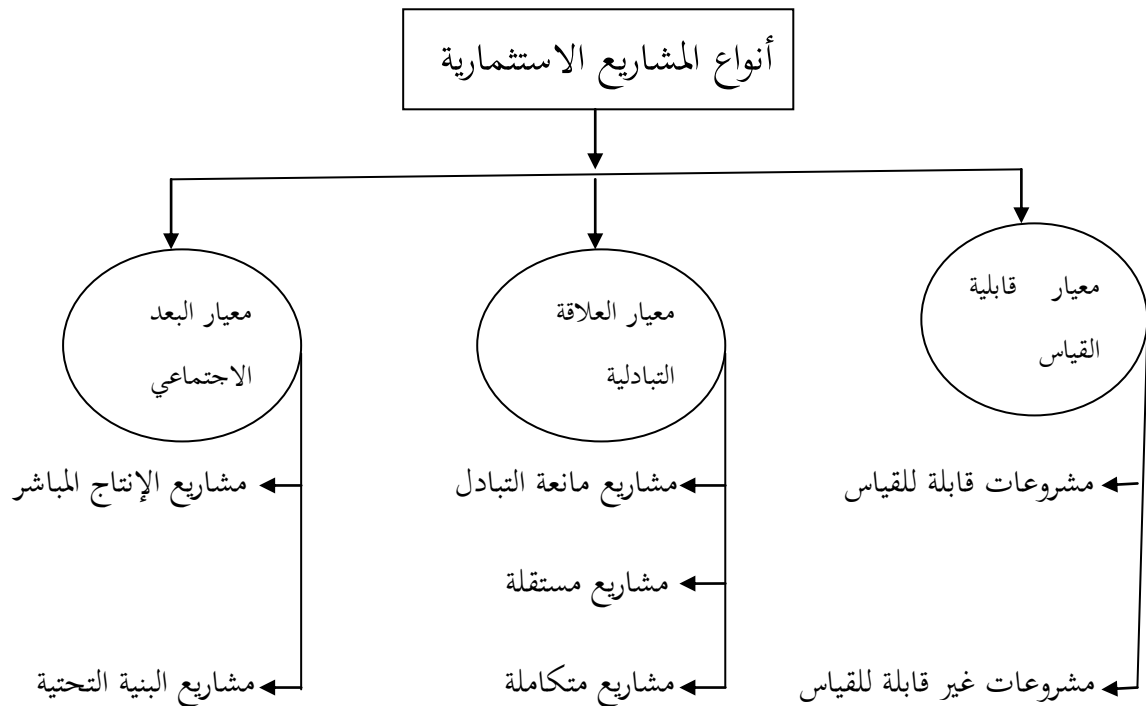 أنواع المشاريع الاستثمارية
معيار قابلية
القياس
معيار العلاقة
التبادلية
معيار البعد
الاجتماعي
مشروعات قابلة للقياس
مشاريع مانعة التبادل
مشاريع الإنتاج المباشر
مشاريع مستقلة
مشروعات غير قابلة للقياس
مشاريع متكاملة
مشاريع البنية التحتية